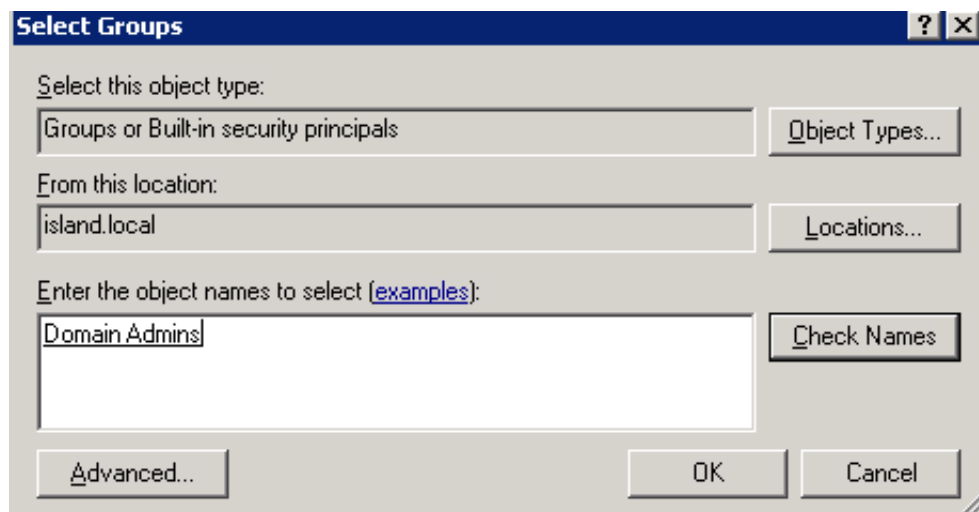 Select Groups
Select this object type:
Groups or Built-in security principals
Object Types...
From this location:
island.local
Locations...
Enter the object names to select (examples):
Domain Admins
Check Names
Advanced...
OK
Cancel